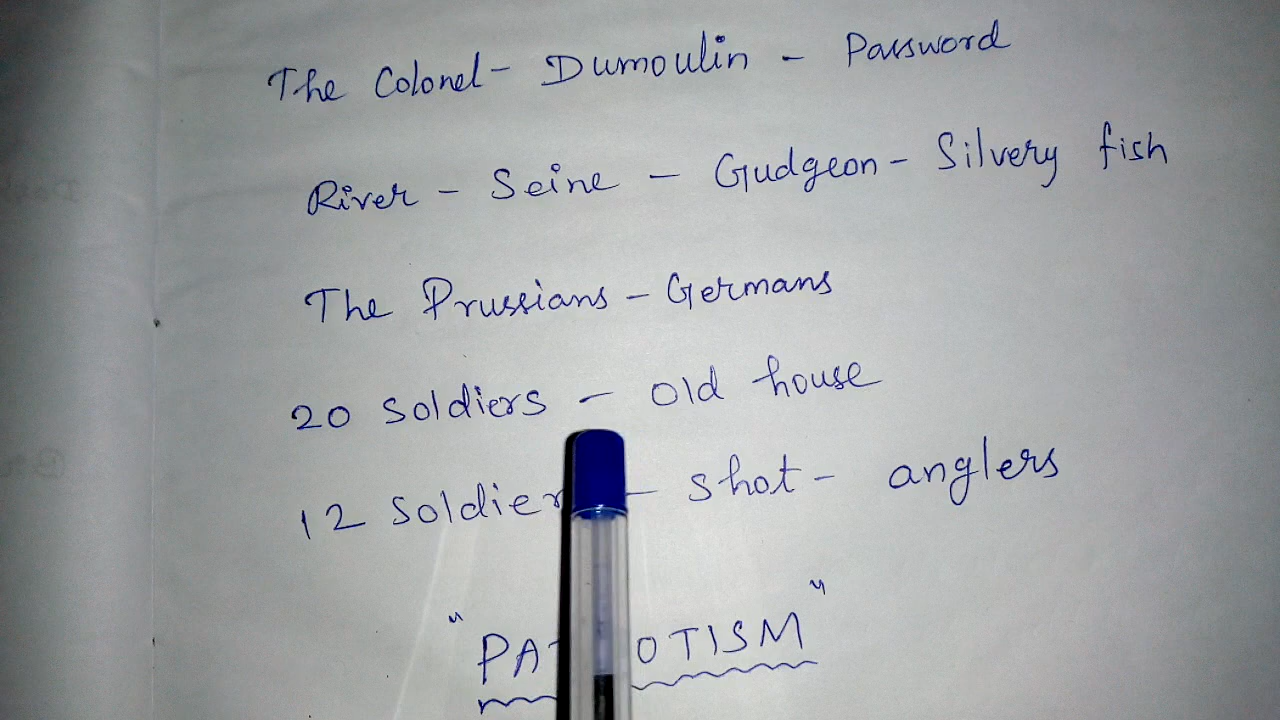 The Colonel - Dumoulin - Password
River - Seine - Gudgeon - Silvery fish
The Prussians - Germans
20 Soldiers - old house
12 Soldier - shot - anglers
"PAT OTISM"